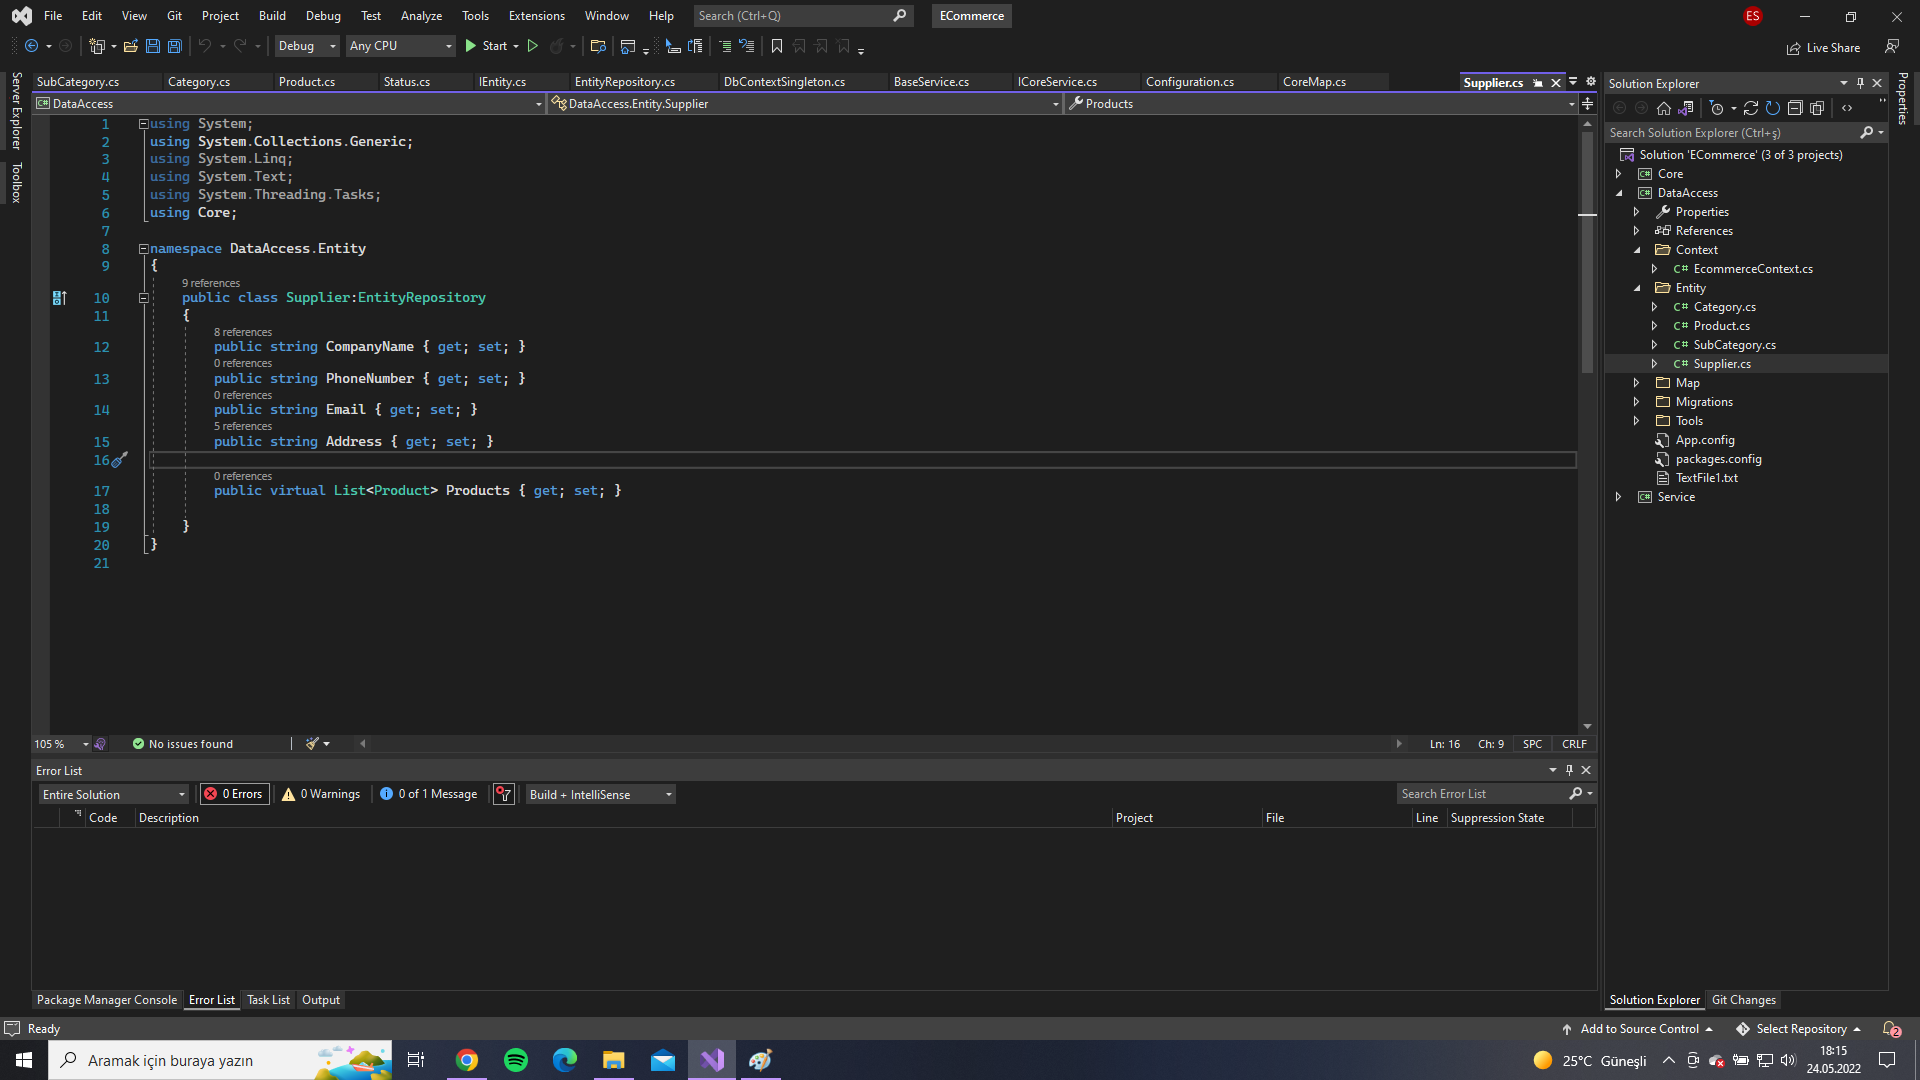 File Edit View Git Project Build Debug Test Analyze Tools Extensions Window Help Search (Ctrl+Q) ECommerce ES
Debug Any CPU Start Live Share
SubCategory.cs Category.cs Product.cs Status.cs IEntity.cs EntityRepository.cs DbContextSingleton.cs BaseService.cs ICoreService.cs Configuration.cs CoreMap.cs Supplier.cs
DataAccess DataAccess.Entity.Supplier Products
Server Explorer
Toolbox
1 using System;
2 using System.Collections.Generic;
3 using System.Linq;
4 using System.Text;
5 using System.Threading.Tasks;
6 using Core;
7
8 namespace DataAccess.Entity
9 {
9 references
10 public class Supplier:EntityRepository
11 {
8 references
12 public string CompanyName { get; set; }
0 references
13 public string PhoneNumber { get; set; }
0 references
14 public string Email { get; set; }
5 references
15 public string Address { get; set; }
16
0 references
17 public virtual List<Product> Products { get; set; }
18
19 }
20 }
21
105 % No issues found Ln: 16 Ch: 9 SPC CRLF
Error List
Entire Solution 0 Errors 0 Warnings 0 of 1 Message Build + IntelliSense Search Error List
Code Description Project File Line Suppression State
Package Manager Console Error List Task List Output
Solution Explorer
Search Solution Explorer (Ctrl+ş)
Solution 'ECommerce' (3 of 3 projects)
C# Core
C# DataAccess
Properties
References
Context
C# EcommerceContext.cs
Entity
C# Category.cs
C# Product.cs
C# SubCategory.cs
C# Supplier.cs
Map
Migrations
Tools
App.config
packages.config
TextFile1.txt
C# Service
Solution Explorer Git Changes
Properties
Ready Add to Source Control Select Repository 2
Aramak için buraya yazın 25°C Güneşli 18:15
24.05.2022